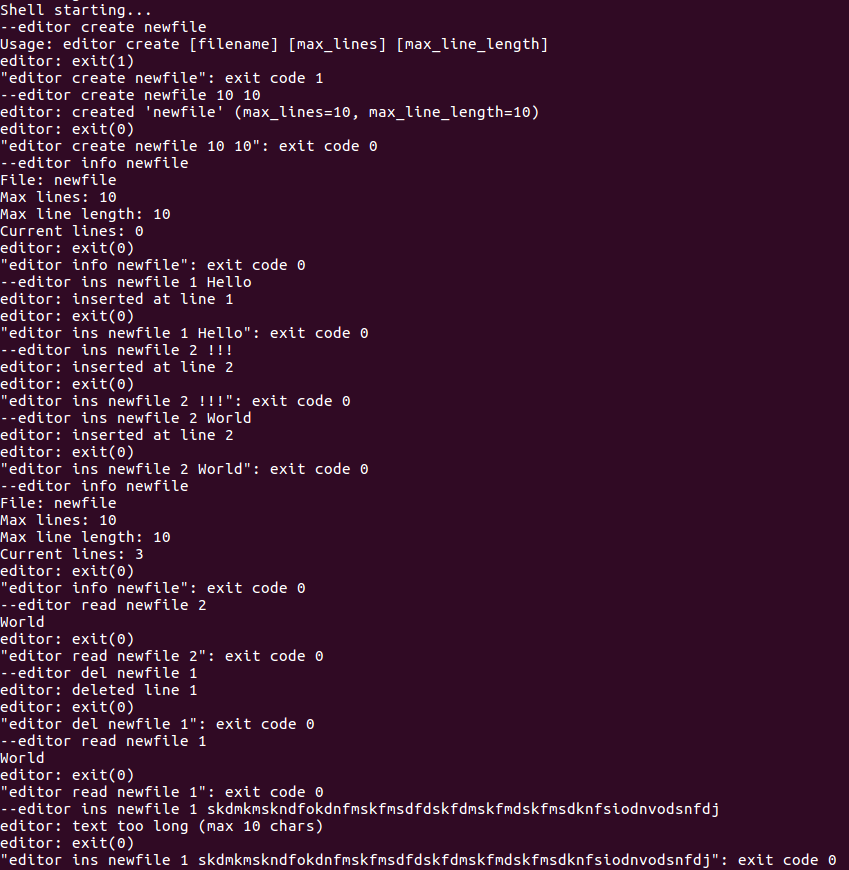 Shell starting...
--editor create newfile
Usage: editor create [filename] [max_lines] [max_line_length]
editor: exit(1)
"editor create newfile": exit code 1
--editor create newfile 10 10
editor: created 'newfile' (max_lines=10, max_line_length=10)
editor: exit(0)
"editor create newfile 10 10": exit code 0
--editor info newfile
File: newfile
Max lines: 10
Max line length: 10
Current lines: 0
editor: exit(0)
"editor info newfile": exit code 0
--editor ins newfile 1 Hello
editor: inserted at line 1
editor: exit(0)
"editor ins newfile 1 Hello": exit code 0
--editor ins newfile 2 !!!
editor: inserted at line 2
editor: exit(0)
"editor ins newfile 2 !!!": exit code 0
--editor ins newfile 2 World
editor: inserted at line 2
editor: exit(0)
"editor ins newfile 2 World": exit code 0
--editor info newfile
File: newfile
Max lines: 10
Max line length: 10
Current lines: 3
editor: exit(0)
"editor info newfile": exit code 0
--editor read newfile 2
World
editor: exit(0)
"editor read newfile 2": exit code 0
--editor del newfile 1
editor: deleted line 1
editor: exit(0)
"editor del newfile 1": exit code 0
--editor read newfile 1
World
editor: exit(0)
"editor read newfile 1": exit code 0
--editor ins newfile 1 skdmkmskndfokdnfmskfmsdfdskfdmskfmdskfmsdknfsiodnvodsnfdj
editor: text too long (max 10 chars)
editor: exit(0)
"editor ins newfile 1 skdmkmskndfokdnfmskfmsdfdskfdmskfmdskfmsdknfsiodnvodsnfdj": exit code 0